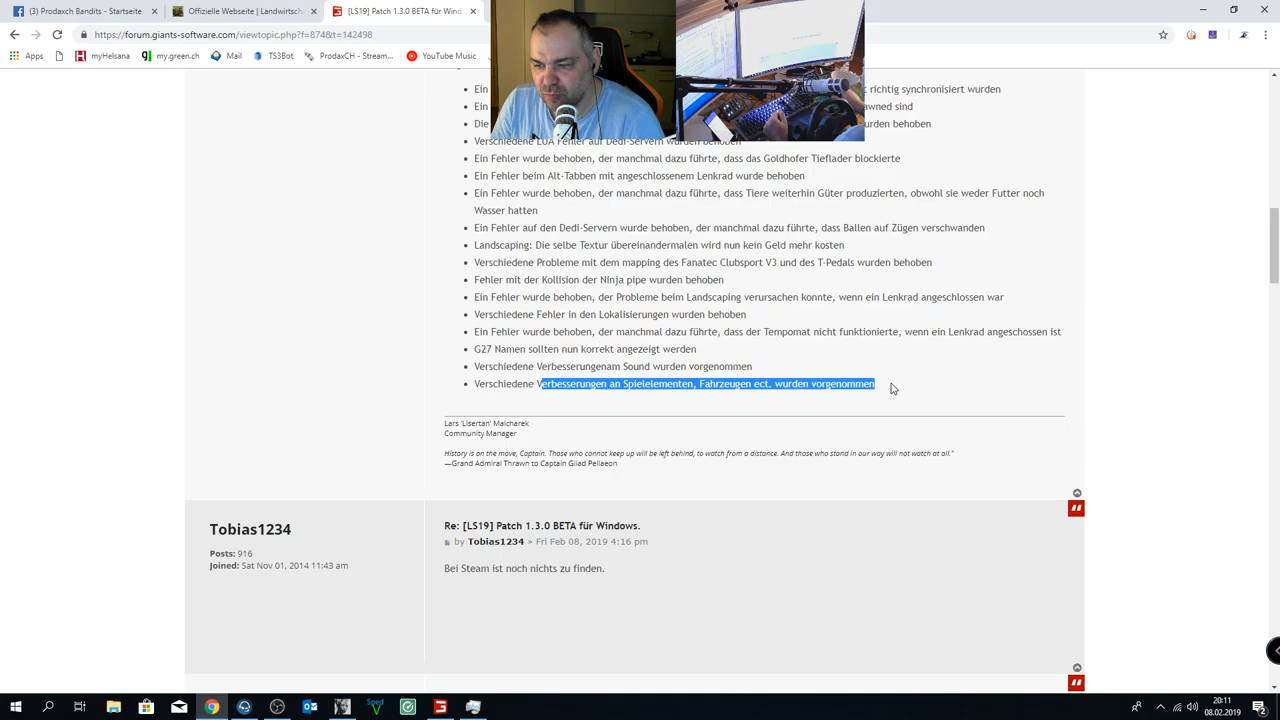 (3) Prodaxch Bandits - Startseite
Offizielle Webseite | Landwirtsch
[LS19] Patch 1.3.0 BETA für Windows
https://forum.giants-software.com/viewtopic.php?f=874&t=142498
Apps
myHelsana
my.green.ch
Mail
TS3Bot
ProdaxCH - Stream...
YouTube Music
Ein
t richtig synchronisiert wurden
Ein
awned sind
Die
urden behoben
Verschiedene LUA Fehler auf Dedi-Servern wurden behoben
Ein Fehler wurde behoben, der manchmal dazu führte, dass das Goldhofer Tieflader blockierte
Ein Fehler beim Alt-Tabben mit angeschlossenem Lenkrad wurde behoben
Ein Fehler wurde behoben, der manchmal dazu führte, dass Tiere weiterhin Güter produzierten, obwohl sie weder Futter noch
Wasser hatten
Ein Fehler auf den Dedi-Servern wurde behoben, der manchmal dazu führte, dass Ballen auf Zügen verschwanden
Landscaping: Die selbe Textur übereinandermalen wird nun kein Geld mehr kosten
Verschiedene Probleme mit dem mapping des Fanatec Clubsport V3 und des T-Pedals wurden behoben
Fehler mit der Kollision der Ninja pipe wurden behoben
Ein Fehler wurde behoben, der Probleme beim Landscaping verursachen konnte, wenn ein Lenkrad angeschlossen war
Verschiedene Fehler in den Lokalisierungen wurden behoben
Ein Fehler wurde behoben, der manchmal dazu führte, dass der Tempomat nicht funktionierte, wenn ein Lenkrad angeschossen ist
G27 Namen sollten nun korrekt angezeigt werden
Verschiedene Verbesserungenam Sound wurden vorgenommen
Verschiedene Verbesserungen an Spielelementen, Fahrzeugen ect. wurden vorgenommen
Lars 'Lisertan' Malcharek
Community Manager
History is on the move, Captain. Those who cannot keep up will be left behind, to watch from a distance. And those who stand in our way will not watch at all."
—Grand Admiral Thrawn to Captain Gilad Pellaeon
Tobias1234
Posts: 916
Joined: Sat Nov 01, 2014 11:43 am
Re: [LS19] Patch 1.3.0 BETA für Windows.
by Tobias1234 » Fri Feb 08, 2019 4:16 pm
Bei Steam ist noch nichts zu finden.
20:11
08.02.2019